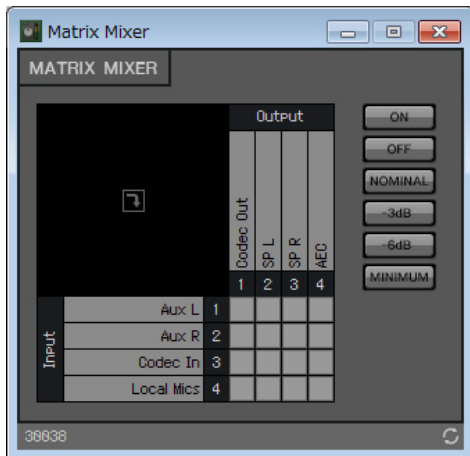 Matrix Mixer
MATRIX MIXER
Output
Codec Out
SP L
SP R
AEC
1 2 3 4
Input
Aux L 1
Aux R 2
Codec In 3
Local Mics 4
ON
OFF
NOMINAL
-3dB
-6dB
MINIMUM
30038